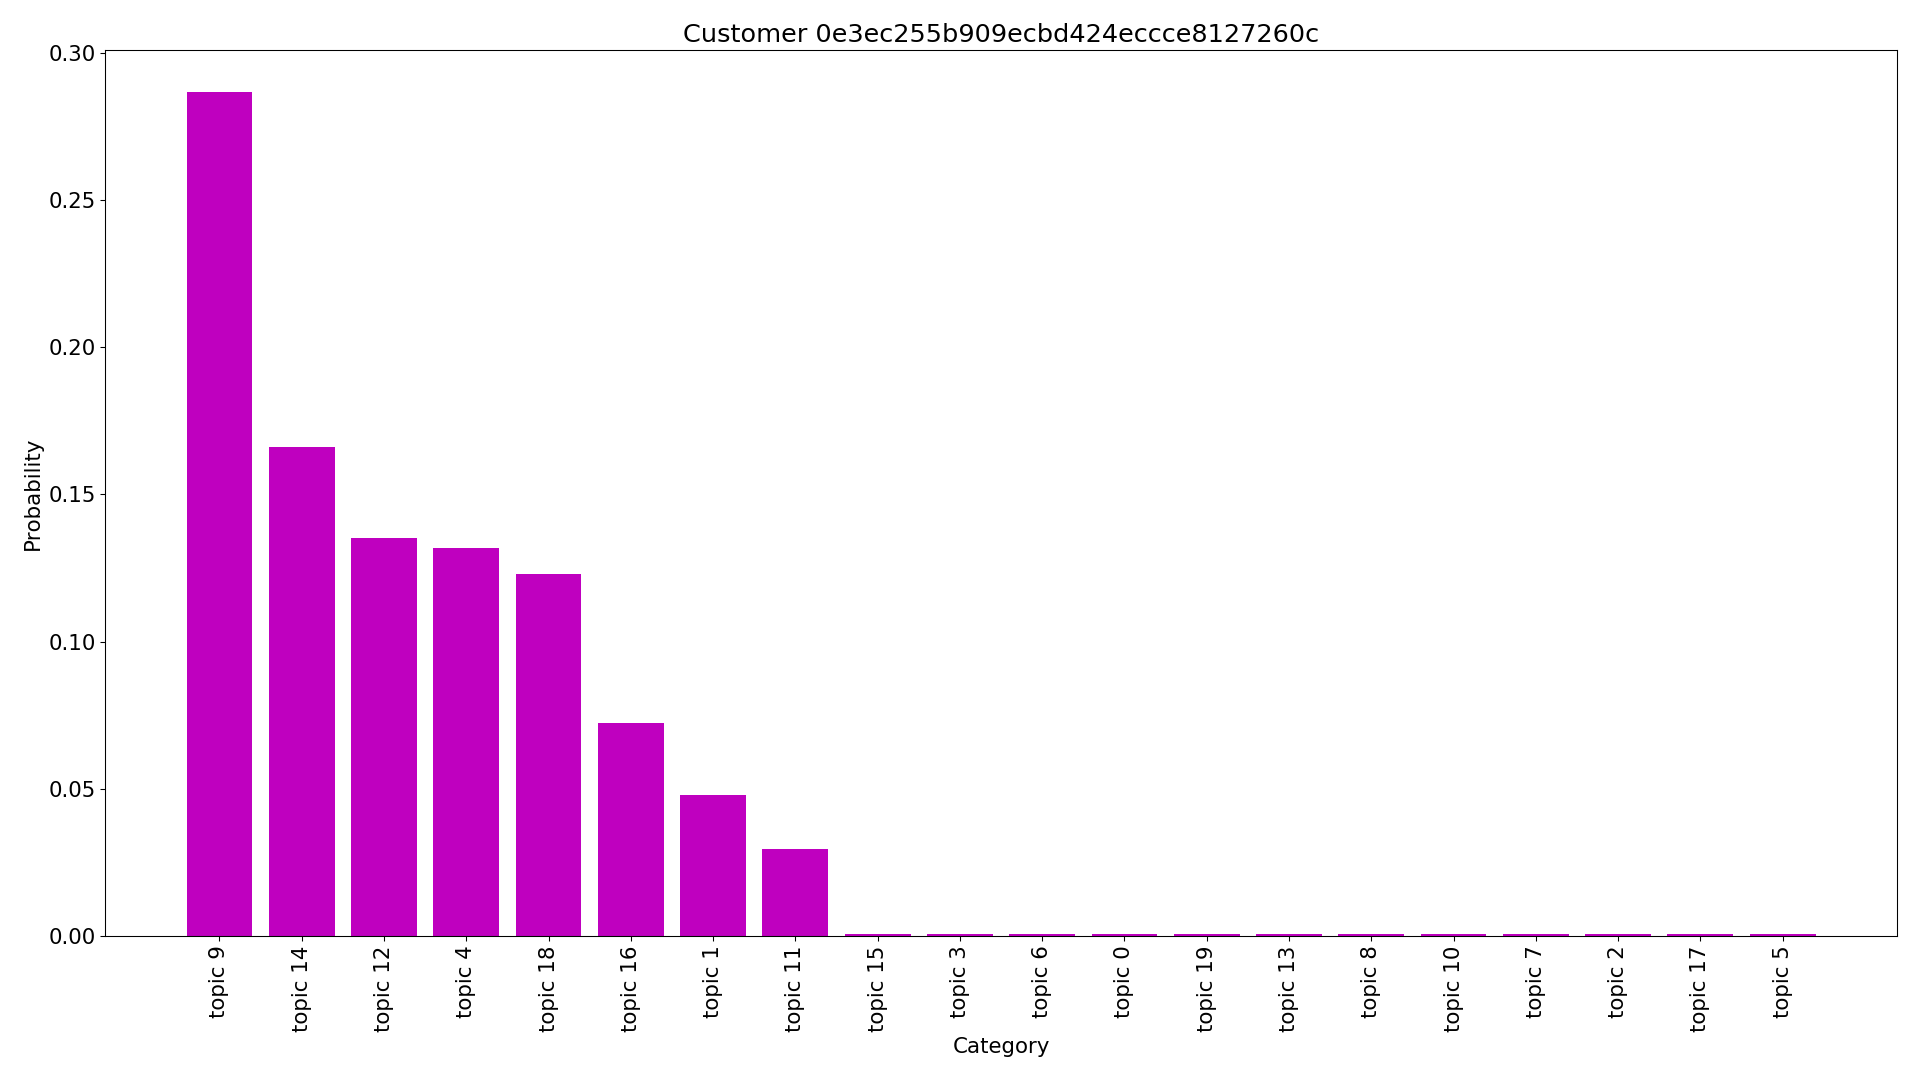 Customer 0e3ec255b909ecbd424eccce8127260c
0.30
0.25
0.20
0.15
0.10
0.05
0.00
Probability
topic 9
topic 14
topic 12
topic 4
topic 18
topic 16
topic 1
topic 11
topic 15
topic 3
topic 6
topic 0
topic 19
topic 13
topic 8
topic 10
topic 7
topic 2
topic 17
topic 5
Category